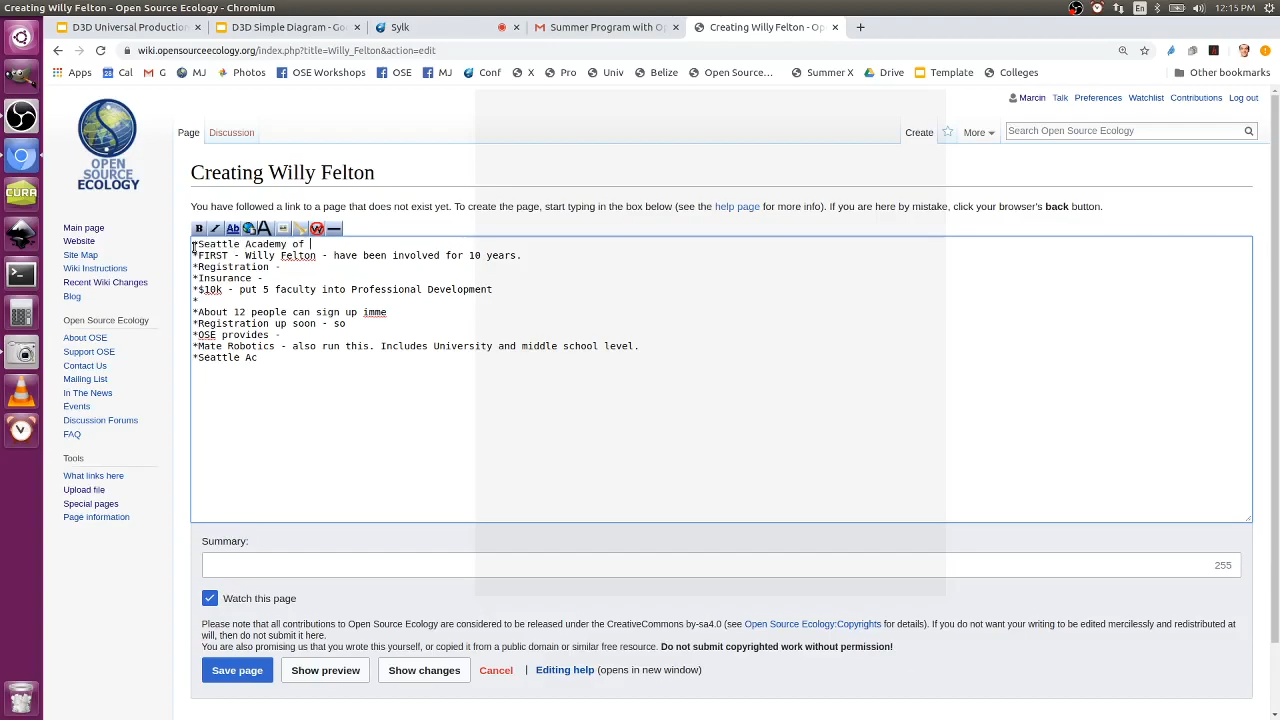 Creating Willy Felton - Open Source Ecology - Chromium
En
12:15 PM
D3D Universal Production
D3D Simple Diagram - Go
Sylk
Summer Program with Op
Creating Willy Felton - Op
wiki.opensourceecology.org/index.php?title=Willy_Felton&action=edit
Apps
Cal
G
MJ
Photos
OSE Workshops
OSE
MJ
Conf
X
Pro
Univ
Belize
Open Source...
Summer X
Drive
Template
Colleges
Other bookmarks
Marcin
Talk
Preferences
Watchlist
Contributions
Log out
OPEN
SOURCE
ECOLOGY
Page
Discussion
Create
More
Search Open Source Ecology
Creating Willy Felton
You have followed a link to a page that does not exist yet. To create the page, start typing in the box below (see the help page for more info). If you are here by mistake, click your browser's back button.
B I Ab A W
*Seattle Academy of
*FIRST - Willy Felton - have been involved for 10 years.
*Registration -
*Insurance -
*$10k - put 5 faculty into Professional Development
*
*About 12 people can sign up imme
*Registration up soon - so
*OSE provides -
*Mate Robotics - also run this. Includes University and middle school level.
*Seattle Ac
Main page
Website
Site Map
Wiki Instructions
Recent Wiki Changes
Blog
Open Source Ecology
About OSE
Support OSE
Contact Us
Mailing List
In The News
Events
Discussion Forums
FAQ
Tools
What links here
Upload file
Special pages
Page information
CURA
Summary:
255
Watch this page
Please note that all contributions to Open Source Ecology are considered to be released under the CreativeCommons by-sa4.0 (see Open Source Ecology:Copyrights for details). If you do not want your writing to be edited mercilessly and redistributed at
will, then do not submit it here.
You are also promising us that you wrote this yourself, or copied it from a public domain or similar free resource. Do not submit copyrighted work without permission!
Save page
Show preview
Show changes
Cancel
| Editing help (opens in new window)